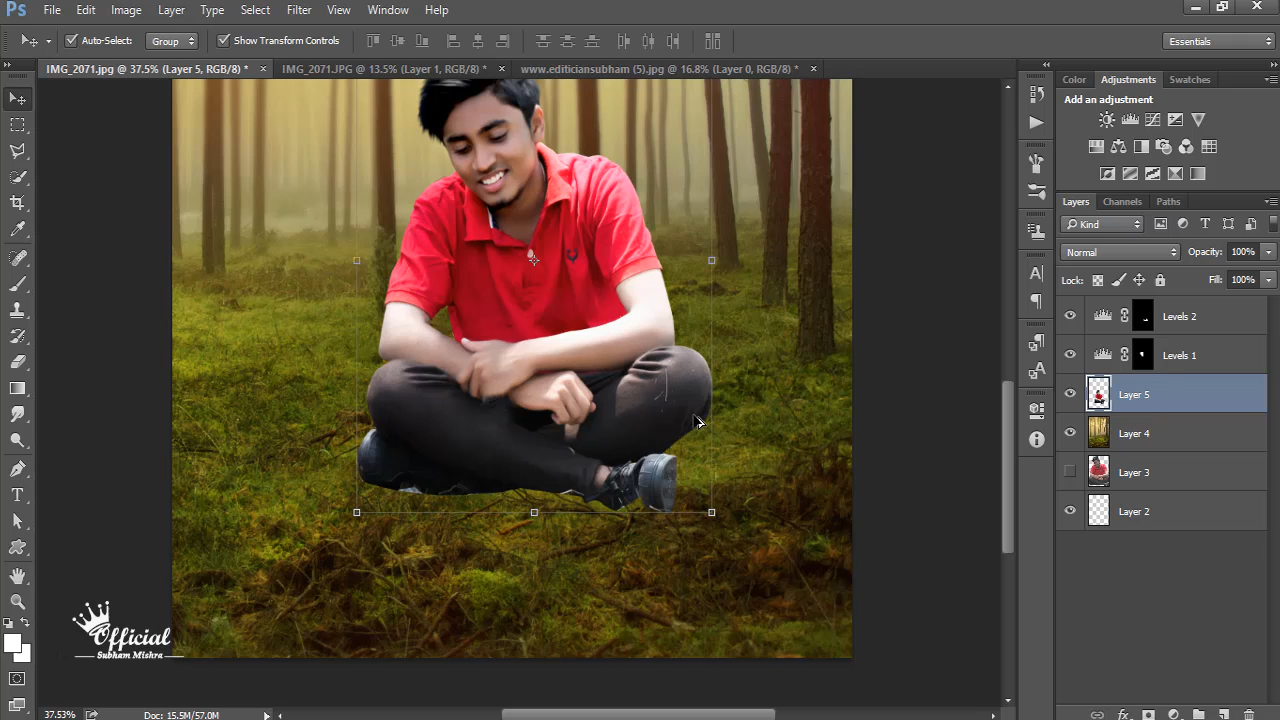 Ps File Edit Image Layer Type Select Filter View Window Help
Auto-Select: Group Show Transform Controls Essentials
IMG_2071.jpg @ 37.5% (Layer 5, RGB/8) * × IMG_2071.JPG @ 13.5% (Layer 1, RGB/8) * × www.editiciansubham (5).jpg @ 16.8% (Layer 0, RGB/8) * ×
Color Adjustments Swatches
Add an adjustment
Layers Channels Paths
Kind
Normal Opacity: 100%
Lock: Fill: 100%
Levels 2
Levels 1
Layer 5
Layer 4
Layer 3
Layer 2
Official
Subham Mishra
37.53% Doc: 15.5M/57.0M